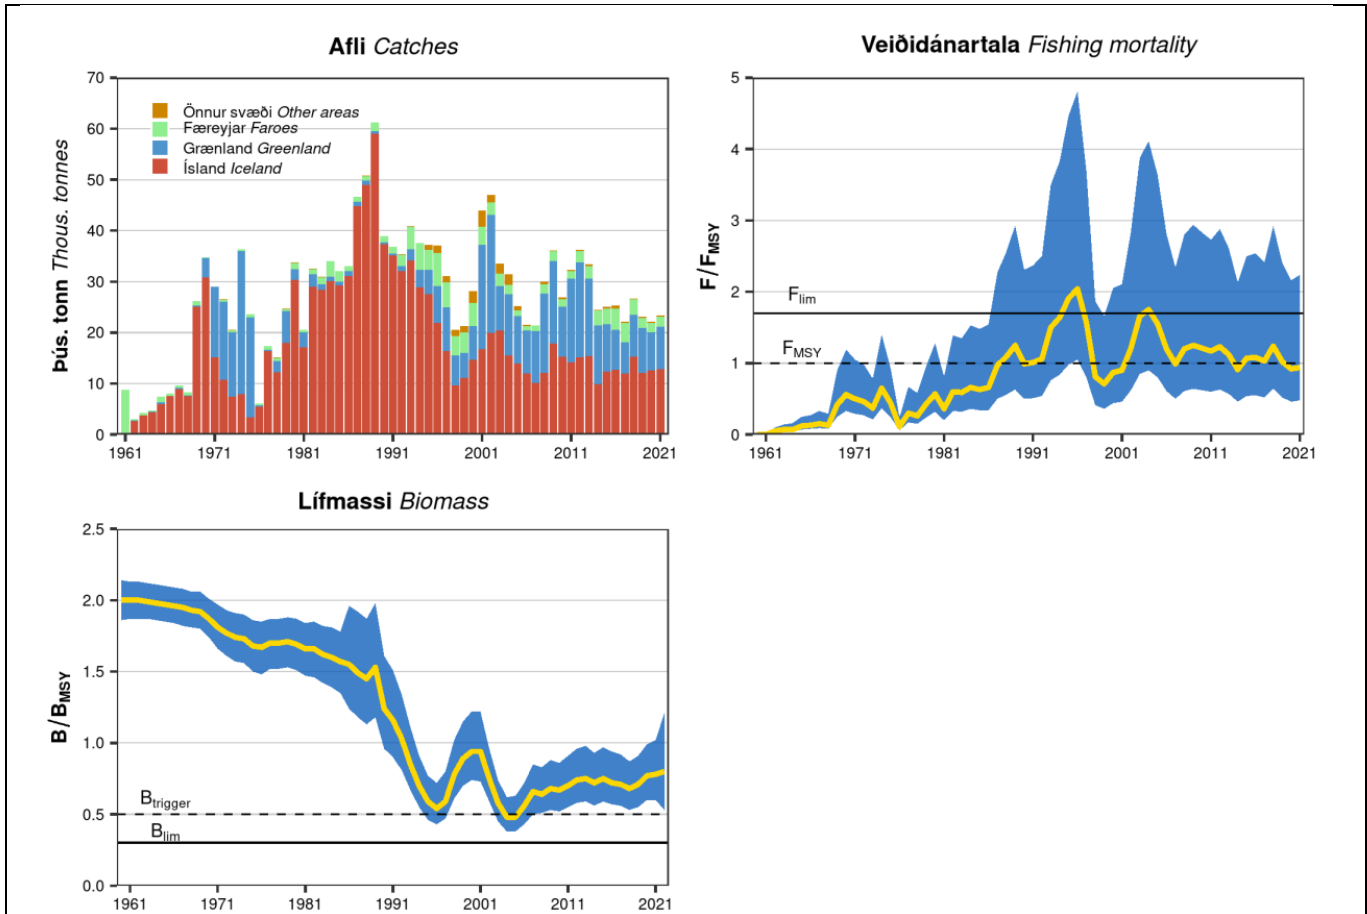 Afli Catches
Þús. tonn Thous. tonnes
70
60
50
40
30
20
10
0
Önnur svæði Other areas
Færeyjar Faroes
Grænland Greenland
Ísland Iceland
1961 1971 1981 1991 2001 2011 2021
Veiðidánartala Fishing mortality
F/FMSY
5
4
3
2
1
0
Flim
FMSY
1961 1971 1981 1991 2001 2011 2021
Lífmassi Biomass
B/BMSY
2.5
2.0
1.5
1.0
0.5
0.0
Btrigger
Blim
1961 1971 1981 1991 2001 2011 2021